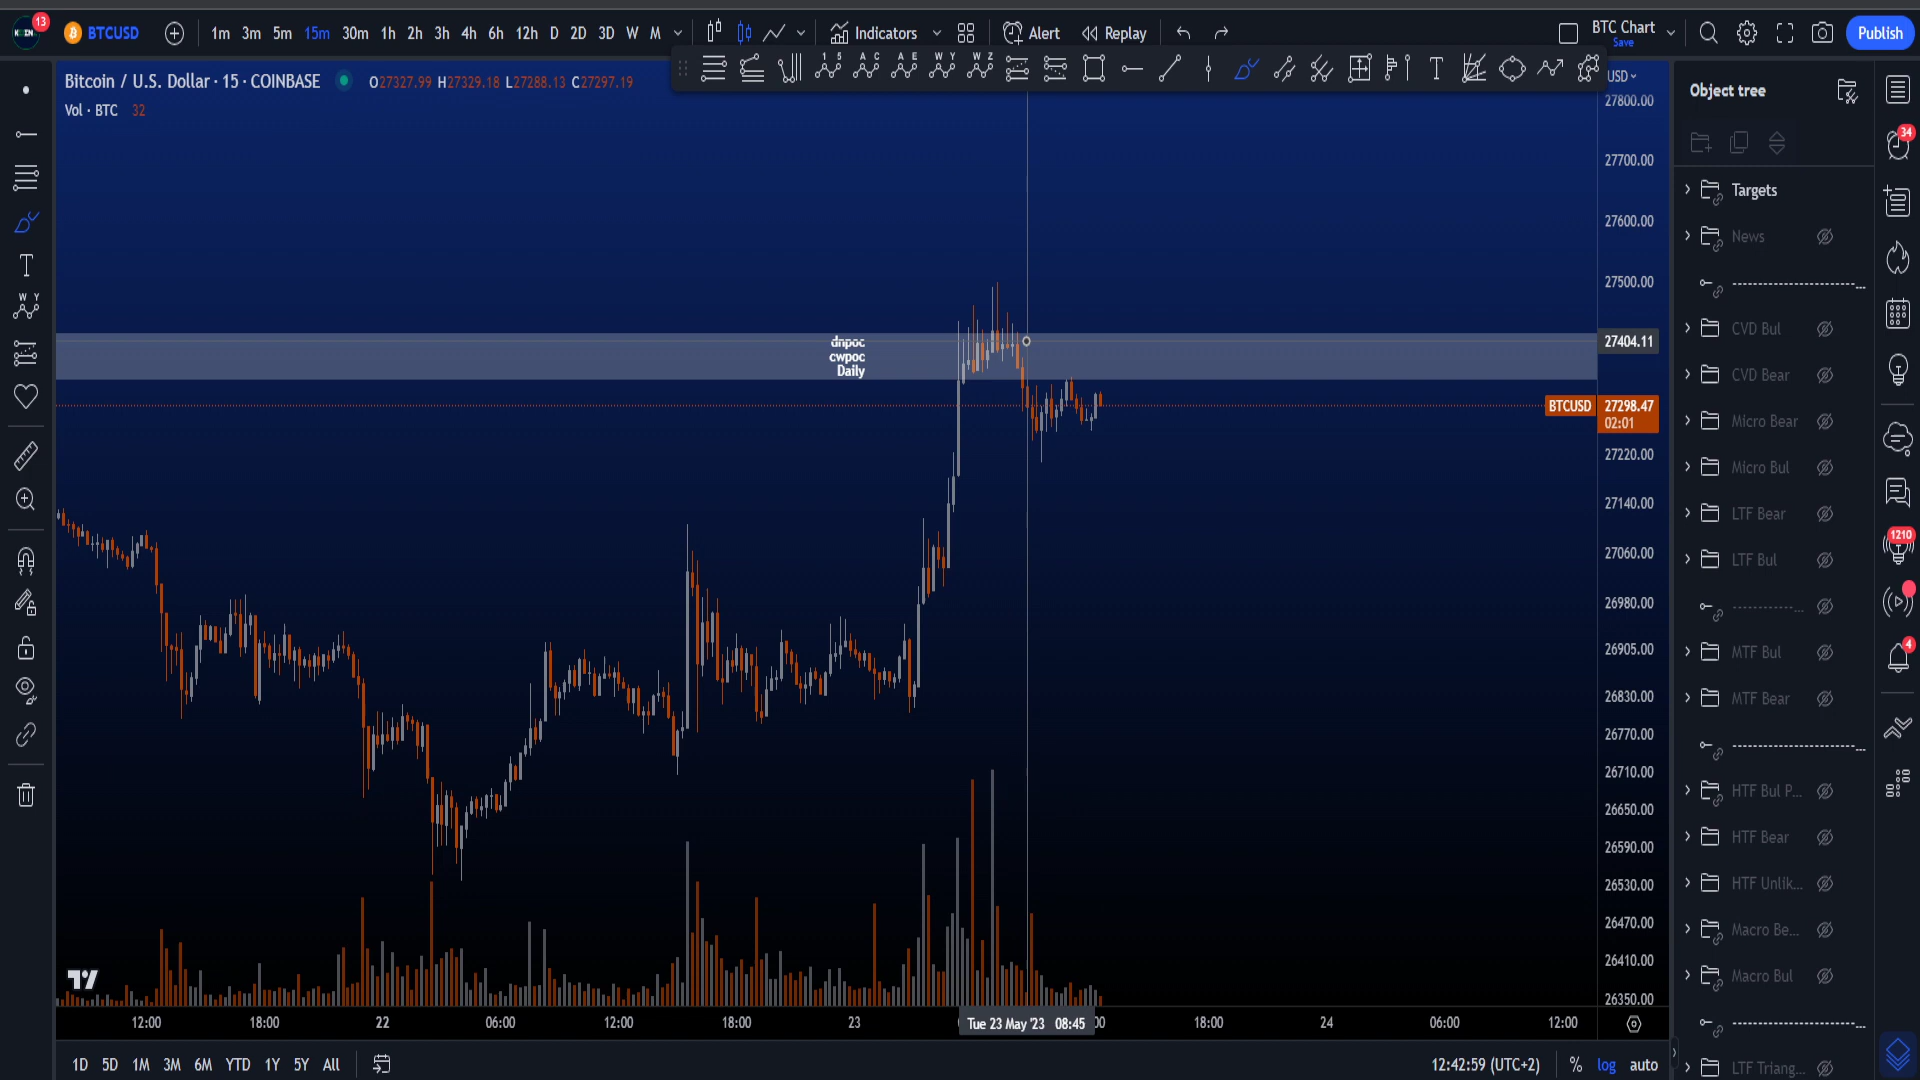 13
BTCUSD
1m 3m 5m 15m 30m 1h 2h 3h 4h 6h 12h D 2D 3D W M
Indicators
Alert
Replay
BTC Chart
Save
Publish
Bitcoin / U.S. Dollar · 15 · COINBASE
O27327.99 H27329.18 L27288.13 C27297.19
Vol · BTC 32
USD
27800.00
27700.00
27600.00
27500.00
27404.11
BTCUSD 27298.47
02:01
27220.00
27140.00
27060.00
26980.00
26905.00
26830.00
26770.00
26710.00
26650.00
26590.00
26530.00
26470.00
26410.00
26350.00
dnpoc
cwpoc
Daily
12:00 18:00 22 06:00 12:00 18:00 23 Tue 23 May '23 08:45 :00 18:00 24 06:00 12:00
1D 5D 1M 3M 6M YTD 1Y 5Y All
12:42:59 (UTC+2) % log auto
Object tree
Targets
News
-----------------------...
CVD Bul
CVD Bear
Micro Bear
Micro Bul
LTF Bear
LTF Bul
------------...
MTF Bul
MTF Bear
-----------------------...
HTF Bul P...
HTF Bear
HTF Unlik...
Macro Be...
Macro Bul
-----------------------...
LTF Triang...
34
1210
4